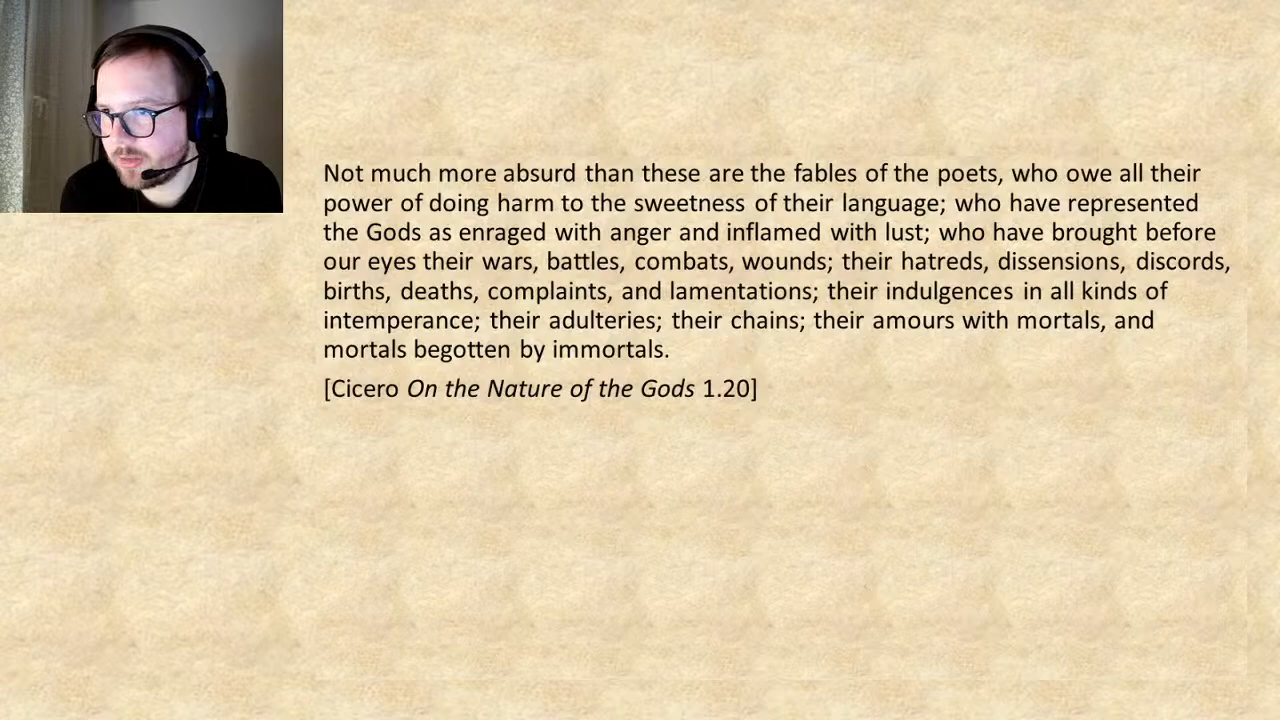 Not much more absurd than these are the fables of the poets, who owe all their
power of doing harm to the sweetness of their language; who have represented
the Gods as enraged with anger and inflamed with lust; who have brought before
our eyes their wars, battles, combats, wounds; their hatreds, dissensions, discords,
births, deaths, complaints, and lamentations; their indulgences in all kinds of
intemperance; their adulteries; their chains; their amours with mortals, and
mortals begotten by immortals.
[Cicero On the Nature of the Gods 1.20]